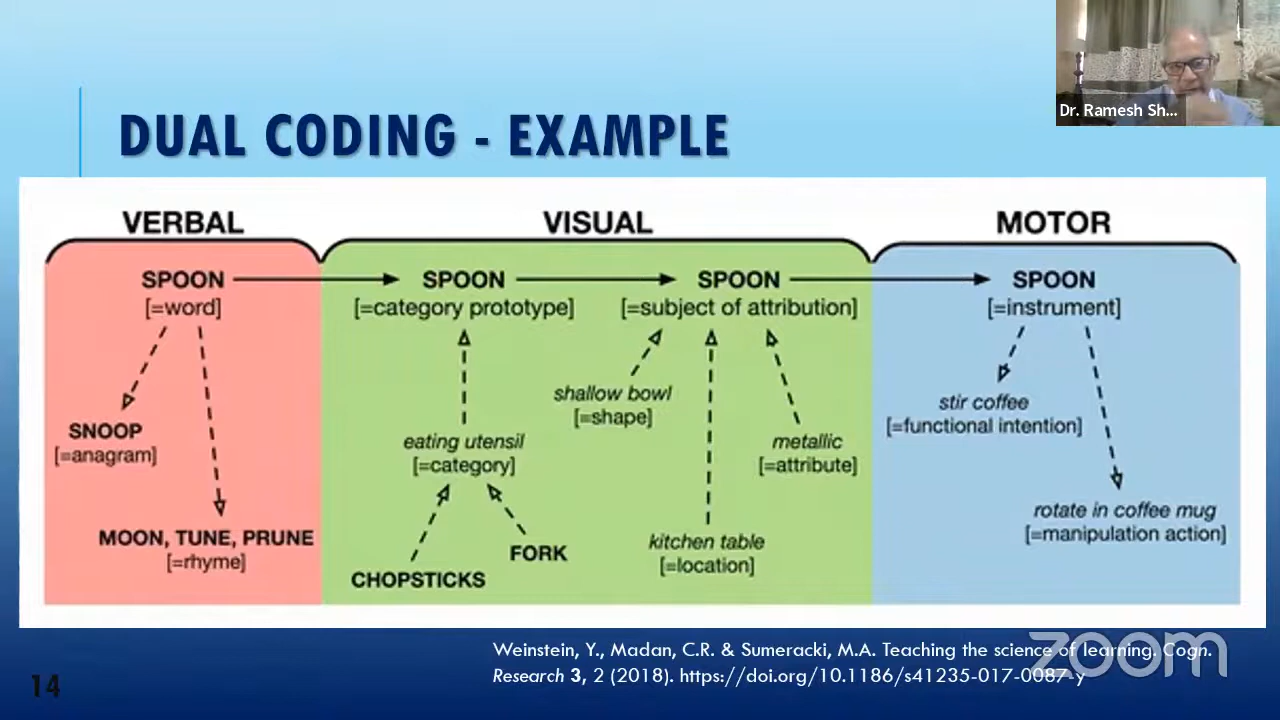 Dr. Ramesh Sh...
DUAL CODING - EXAMPLE
VERBAL
VISUAL
MOTOR
SPOON
[=word]
SNOOP
[=anagram]
MOON, TUNE, PRUNE
[=rhyme]
SPOON
[=category prototype]
eating utensil
[=category]
CHOPSTICKS
FORK
SPOON
[=subject of attribution]
shallow bowl
[=shape]
metallic
[=attribute]
kitchen table
[=location]
SPOON
[=instrument]
stir coffee
[=functional intention]
rotate in coffee mug
[=manipulation action]
Weinstein, Y., Madan, C.R. & Sumeracki, M.A. Teaching the science of learning. Cogn.
Research 3, 2 (2018). https://doi.org/10.1186/s41235-017-0087-y
zoom
14